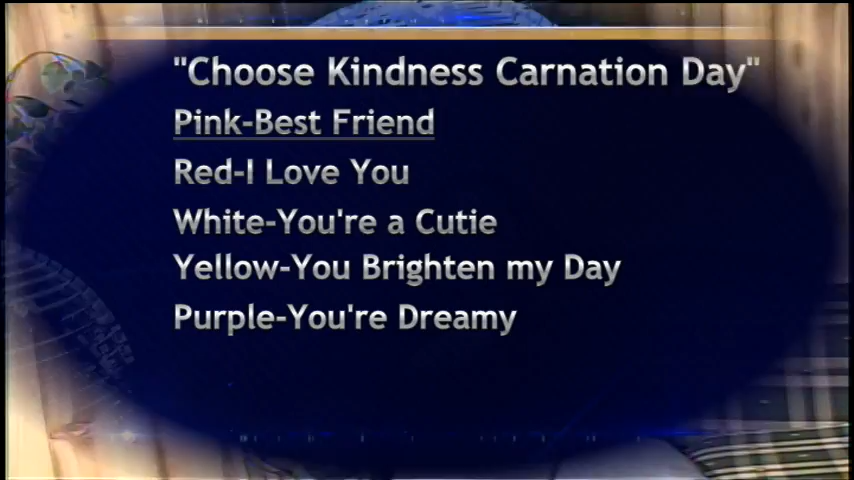 "Choose Kindness Carnation Day"
Pink-Best Friend
Red-I Love You
White-You're a Cutie
Yellow-You Brighten my Day
Purple-You're Dreamy